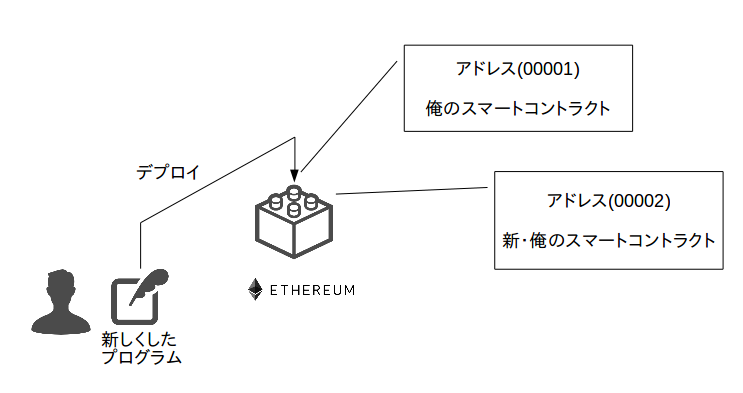 アドレス(00001)
俺のスマートコントラクト
デプロイ
アドレス(00002)
新・俺のスマートコントラクト
ETHEREUM
新しくした
プログラム